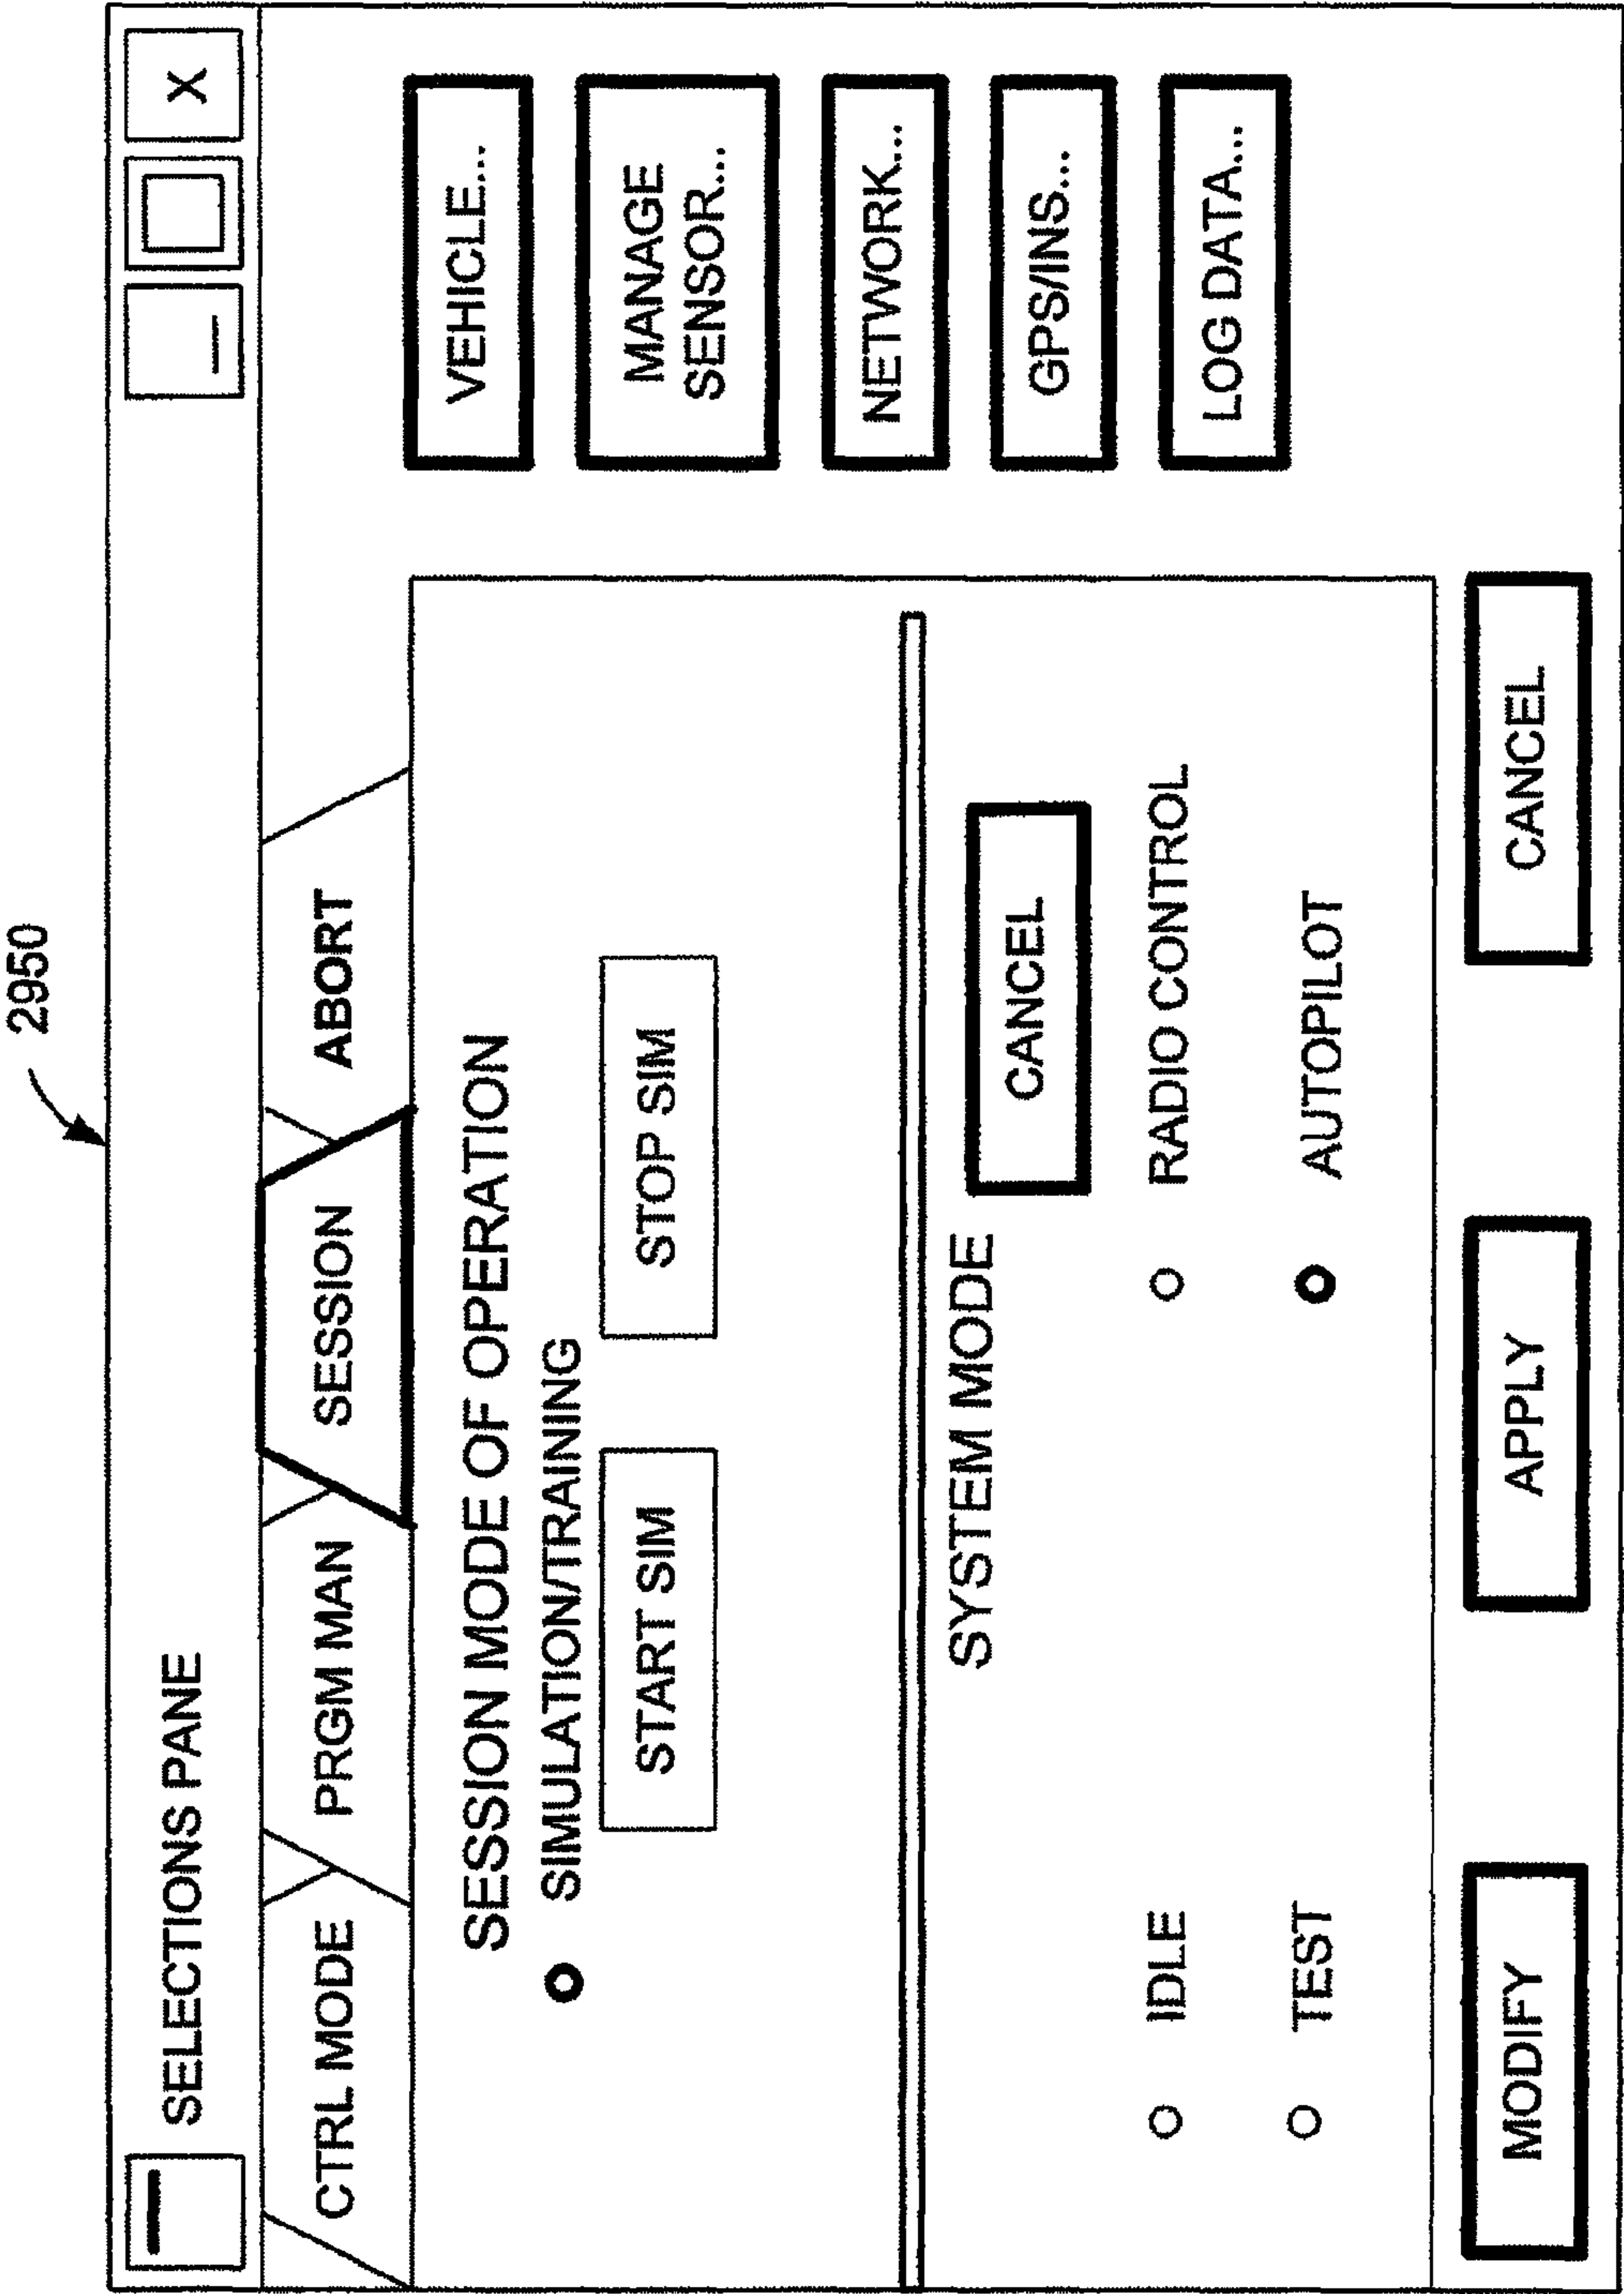 2950
SELECTIONS PANE
X
CTRL MODE
PRGM MAN
SESSION
ABORT
SESSION MODE OF OPERATION
SIMULATION/TRAINING
START SIM
STOP SIM
SYSTEM MODE
CANCEL
IDLE
RADIO CONTROL
TEST
AUTOPILOT
VEHICLE...
MANAGE
SENSOR...
NETWORK...
GPS/INS...
LOG DATA...
MODIFY
APPLY
CANCEL